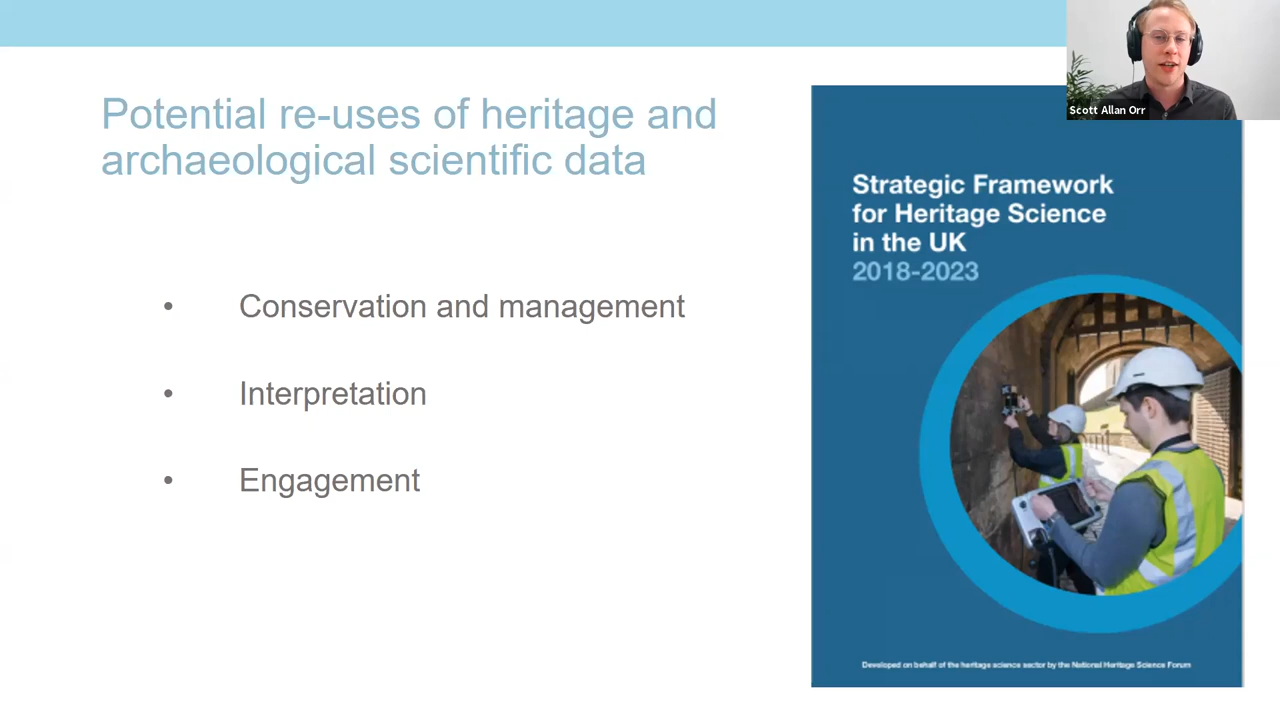 Potential re-uses of heritage and
archaeological scientific data
• Conservation and management
• Interpretation
• Engagement
Scott Allan Orr
Strategic Framework
for Heritage Science
in the UK
2018-2023
Developed on behalf of the heritage science sector by the National Heritage Science Forum